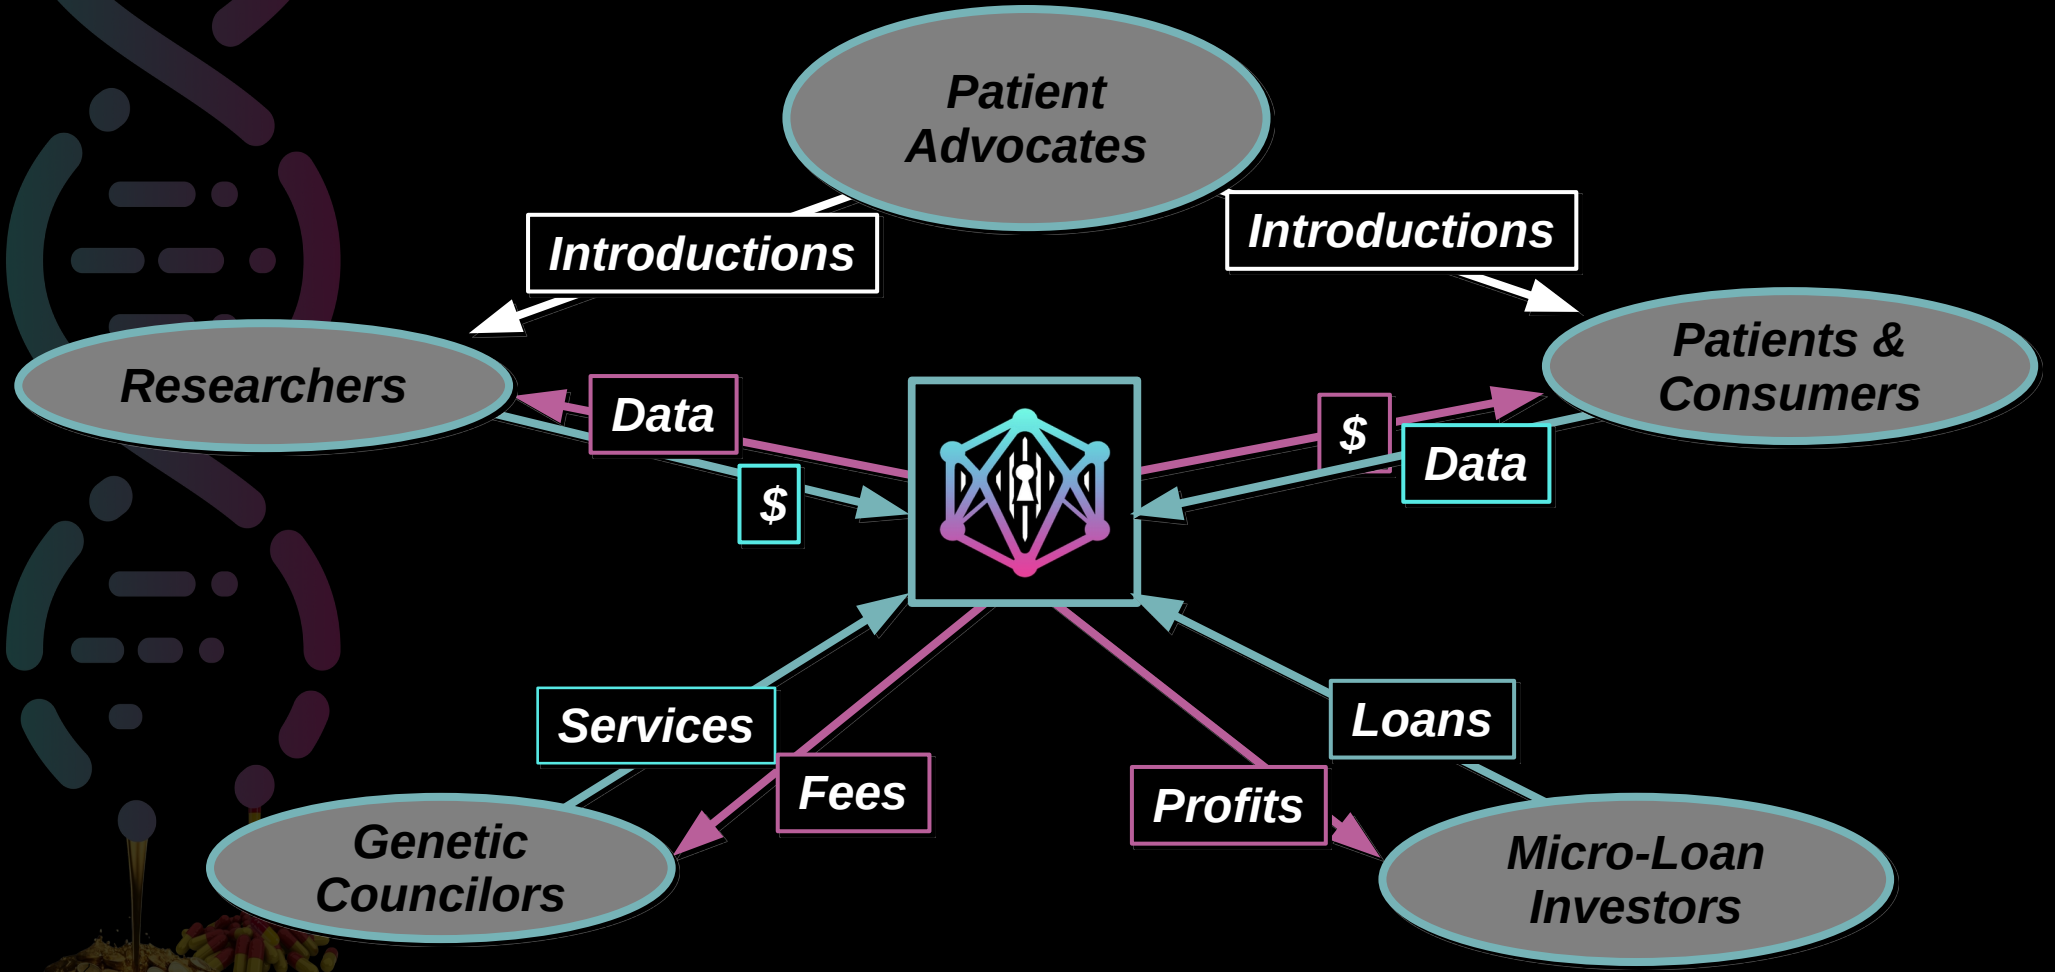 Patient
Advocates
Introductions
Introductions
Researchers
Patients &
Consumers
Data
$
$
Data
Services
Fees
Loans
Profits
Genetic
Councilors
Micro-Loan
Investors